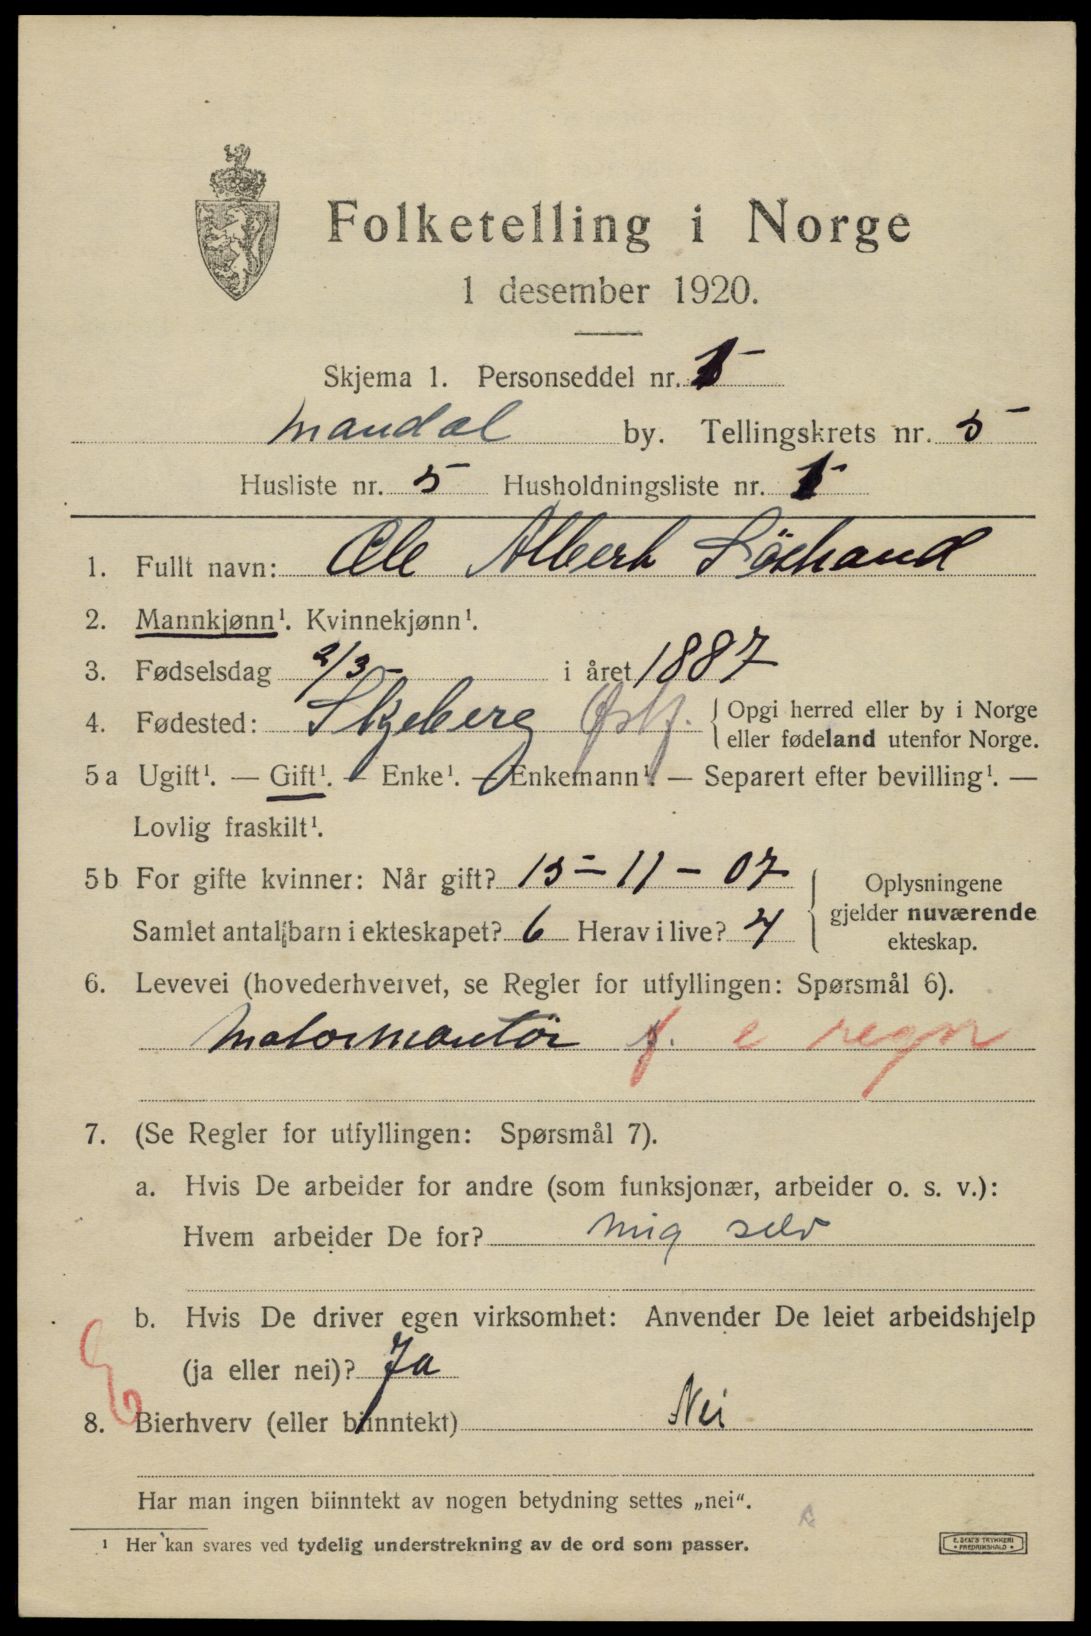 Folketelling i Norge
1 desember 1920.
Skjema 1. Personseddel nr. 1
Mandal by. Tellingskrets nr. 5
Husliste nr. 5 Husholdningsliste nr. 1
1. Fullt navn: Ole Albert
2. Mannkjønn¹. Kvinnekjønn¹.
3. Fødselsdag 2/3- i året 1887
4. Fødested: Skjeberg Østf. Opgi herred eller by i Norge
eller fødeland utenfor Norge.
5 a Ugift¹. — Gift¹. — Enke¹. — Enkemann¹. — Separert efter bevilling¹. —
Lovlig fraskilt¹.
5 b For gifte kvinner: Når gift? 15-11-07 Oplysningene
gjelder nuværende
ekteskap.
Samlet antal barn i ekteskapet? 6 Herav i live? 4
6. Levevei (hovederhvervet, se Regler for utfyllingen: Spørsmål 6).
Motormontör f. e regn
7. (Se Regler for utfyllingen: Spørsmål 7).
a. Hvis De arbeider for andre (som funksjonær, arbeider o. s. v.):
Hvem arbeider De for? Mig selv
b. Hvis De driver egen virksomhet: Anvender De leiet arbeidshjelp
(ja eller nei)? Ja
8. Bierhverv (eller biinntekt) Nei
Har man ingen biinntekt av nogen betydning settes „nei“.
¹ Her kan svares ved tydelig understrekning av de ord som passer.
E. SEM'S TRYKKERI
FREDRIKSHALD